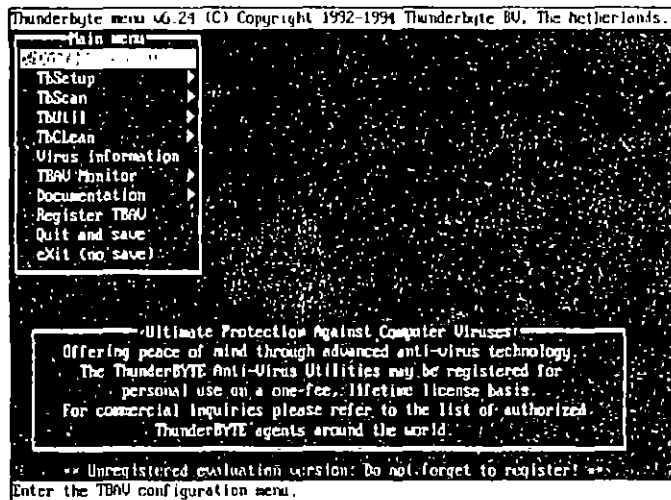 Thunderbyte menu v6.24 (C) Copyright 1992-1994 Thunderbyte BV, The Netherlands.
Main menu
TbSetup
TbScan
TbUtil
TbClean
Virus information
TBAV Monitor
Documentation
Register TBAV
Quit and save
eXit (no save)
Ultimate Protection Against Computer Viruses
Offering peace of mind through advanced anti-virus technology.
The ThunderBYTE Anti-Virus Utilities may be registered for
personal use on a one-fee, lifetime license basis.
For commercial inquiries please refer to the list of authorized
ThunderBYTE agents around the world.
** Unregistered evaluation version: Do not forget to register! **
Enter the TBAV configuration menu.